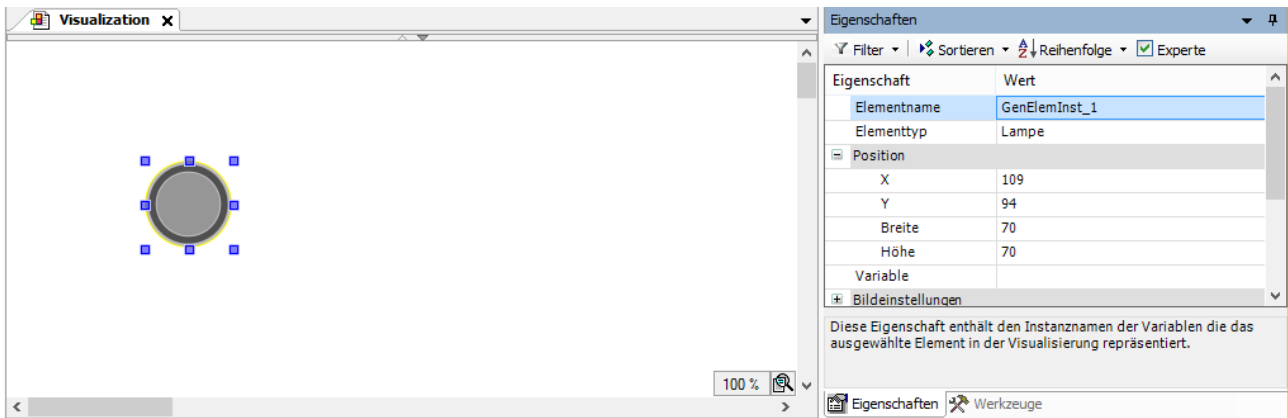 Visualization
100 %
Eigenschaften
Filter Sortieren Reihenfolge Experte
Eigenschaft Wert
Elementname GenElemInst_1
Elementtyp Lampe
Position
X 109
Y 94
Breite 70
Höhe 70
Variable
Bildeinstellungen
Diese Eigenschaft enthält den Instanznamen der Variablen die das
ausgewählte Element in der Visualisierung repräsentiert.
Eigenschaften Werkzeuge